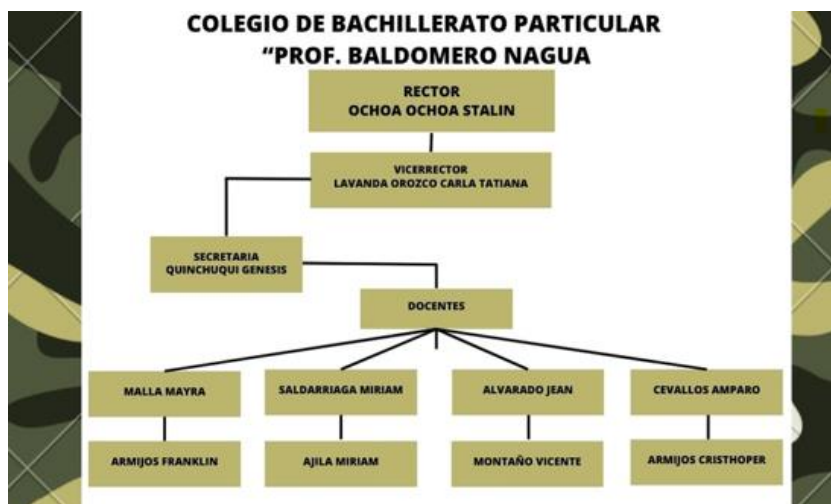 COLEGIO DE BACHILLERATO PARTICULAR
“PROF. BALDOMERO NAGUA
RECTOR
OCHOA OCHOA STALIN
VICERRECTOR
LAVANDA OROZCO CARLA TATIANA
SECRETARIA
QUINCHUQUI GENESIS
DOCENTES
MALLA MAYRA
SALDARRIAGA MIRIAM
ALVARADO JEAN
CEVALLOS AMPARO
ARMIJOS FRANKLIN
AJILA MIRIAM
MONTAÑO VICENTE
ARMIJOS CRISTHOPER